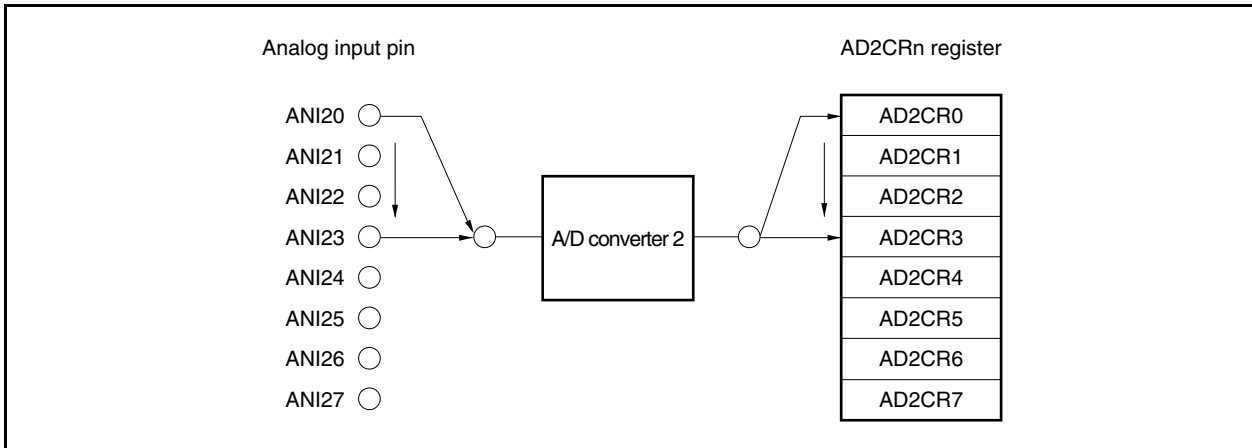 Analog input pin
AD2CRn register
ANI20
ANI21
ANI22
ANI23
ANI24
ANI25
ANI26
ANI27
A/D converter 2
AD2CR0
AD2CR1
AD2CR2
AD2CR3
AD2CR4
AD2CR5
AD2CR6
AD2CR7